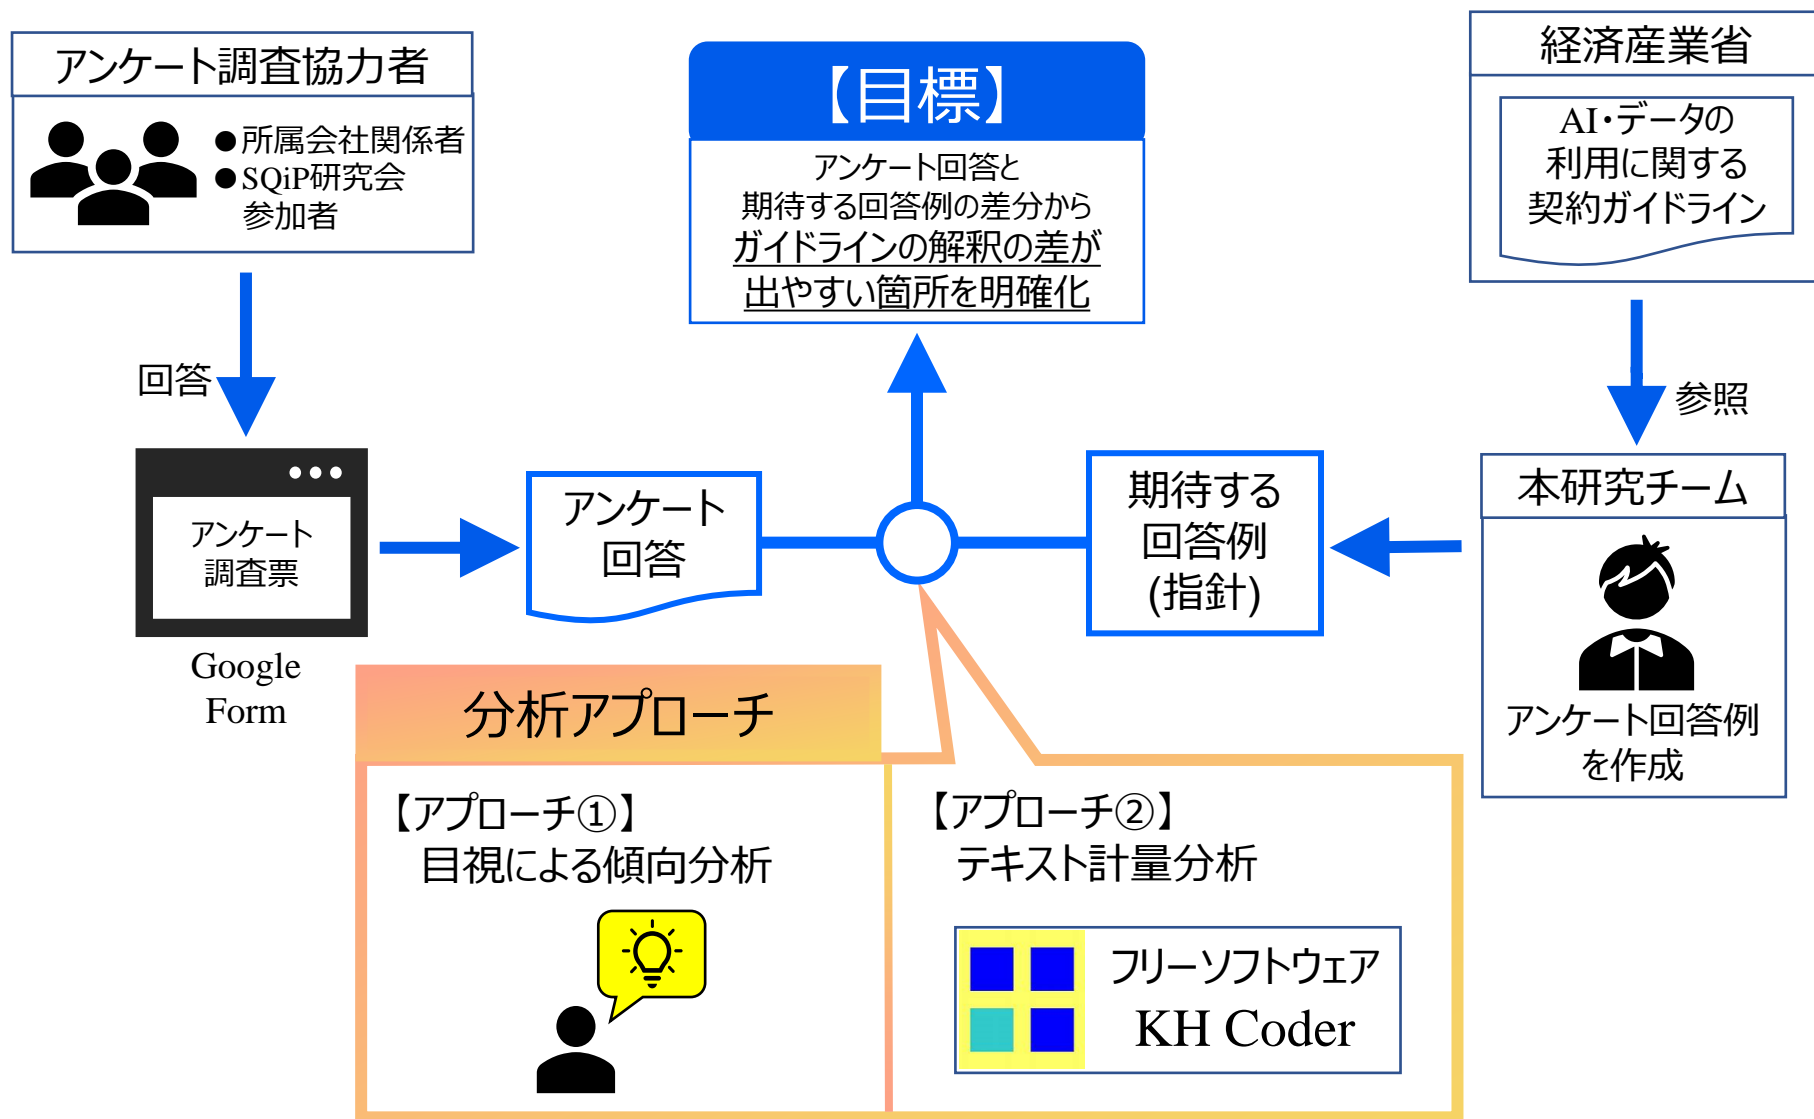 アンケート調査協力者
●所属会社関係者
●SQiP研究会
参加者
回答
アンケート
調査票
Google
Form
アンケート
回答
【目標】
アンケート回答と
期待する回答例の差分から
ガイドラインの解釈の差が
出やすい箇所を明確化
経済産業省
AI・データの
利用に関する
契約ガイドライン
参照
本研究チーム
アンケート回答例
を作成
期待する
回答例
(指針)
分析アプローチ
【アプローチ①】
目視による傾向分析
【アプローチ②】
テキスト計量分析
フリーソフトウェア
KH Coder